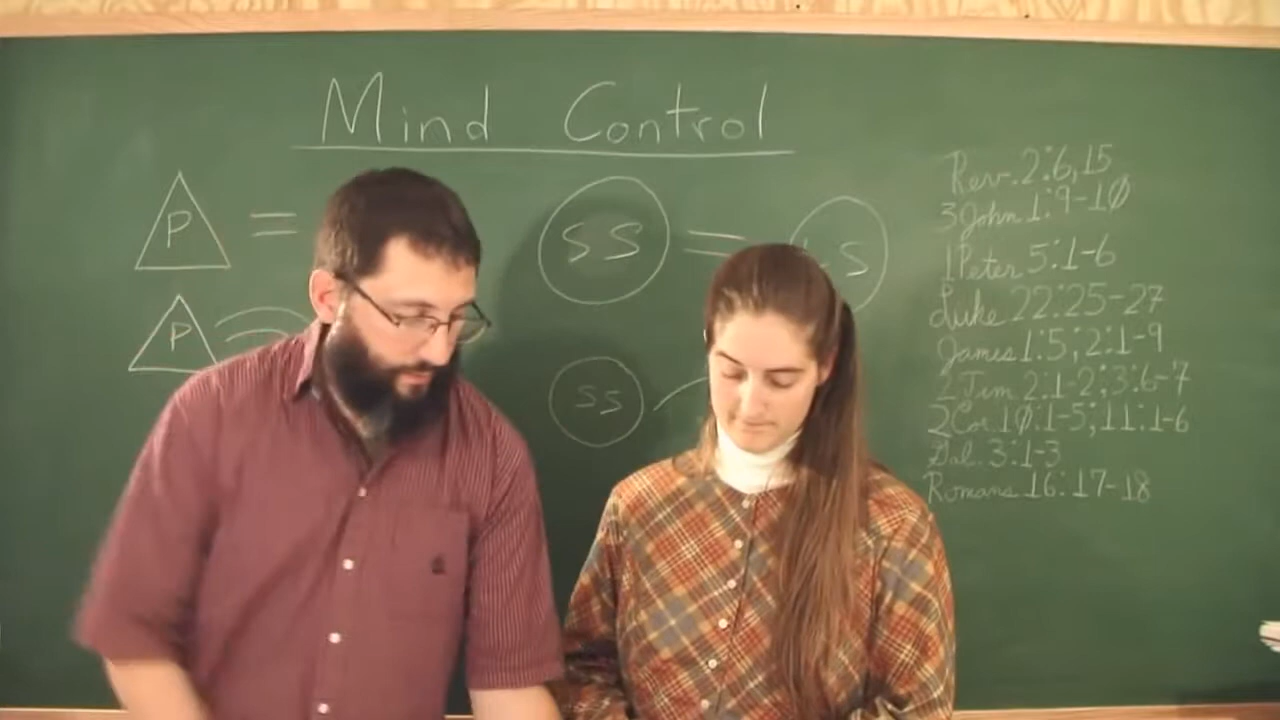 Mind Control
P =
SS = S
P
SS
Rev. 2:6,15
3 John 1:9-10
1 Peter 5:1-6
Luke 22:25-27
James 1:5; 2:1-9
2 Tim. 2:1-2; 3:6-7
2 Cor. 10:1-5; 11:1-6
Gal. 3:1-3
Romans 16:17-18